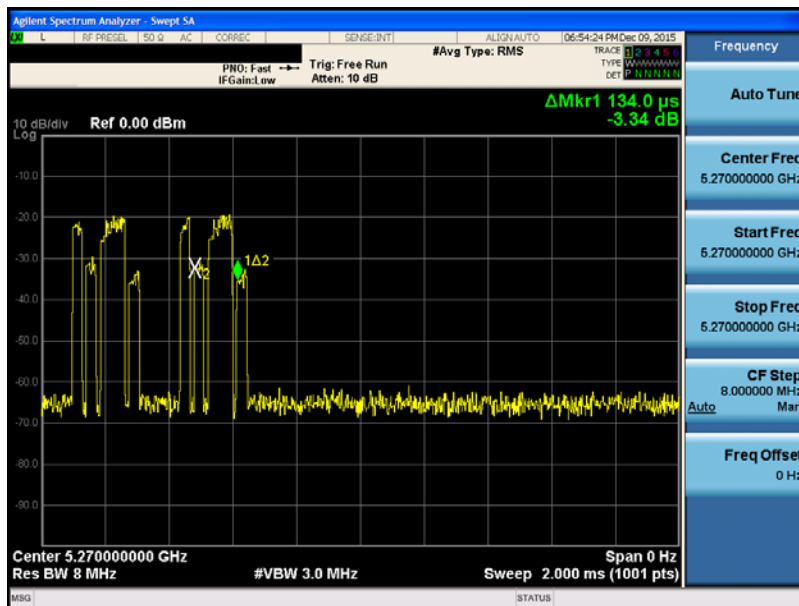 Agilent Spectrum Analyzer - Swept SA
L RF PRESEL 50 Ω AC CORREC SENSE:INT ALIGN AUTO 06:54:24 PM Dec 09, 2015
#Avg Type: RMS
TRACE 1 2 3 4 5 6
TYPE W
DET P N N N N N
PNO: Fast
IFGain:Low
Trig: Free Run
Atten: 10 dB
ΔMkr1 134.0 µs
-3.34 dB
10 dB/div
Log
Ref 0.00 dBm
-10.0
-20.0
-30.0
-40.0
-50.0
-60.0
-70.0
-80.0
-90.0
2
1Δ2
Center 5.270000000 GHz
Span 0 Hz
Res BW 8 MHz
#VBW 3.0 MHz
Sweep 2.000 ms (1001 pts)
MSG
STATUS
Frequency
Auto Tune
Center Freq
5.270000000 GHz
Start Freq
5.270000000 GHz
Stop Freq
5.270000000 GHz
CF Step
8.000000 MHz
Auto Man
Freq Offset
0 Hz